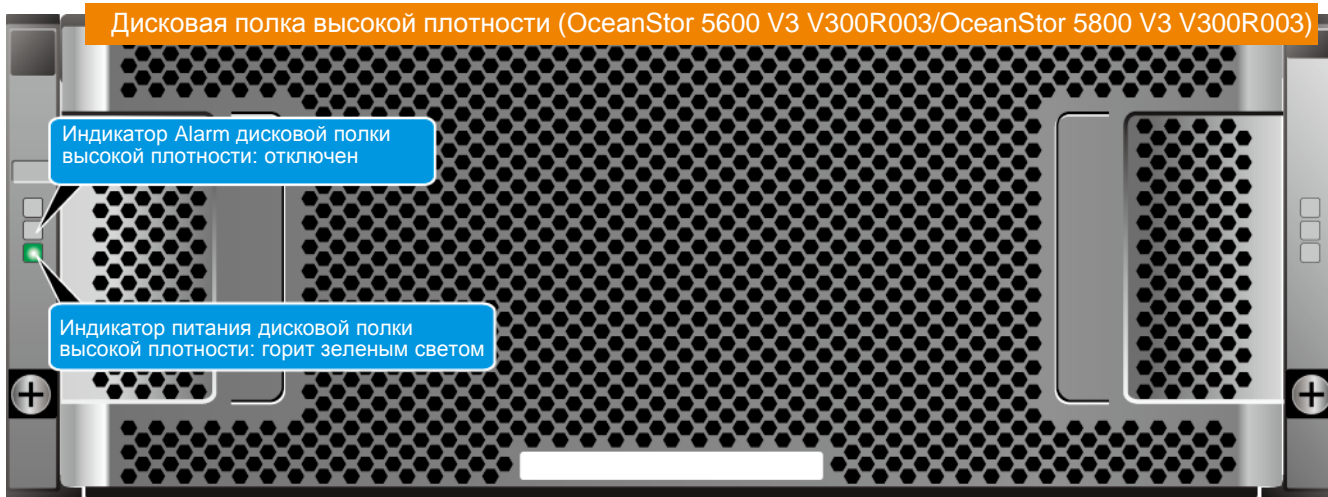 Дисковая полка высокой плотности (OceanStor 5600 V3 V300R003/OceanStor 5800 V3 V300R003)
Индикатор Alarm дисковой полки
высокой плотности: отключен
Индикатор питания дисковой полки
высокой плотности: горит зеленым светом